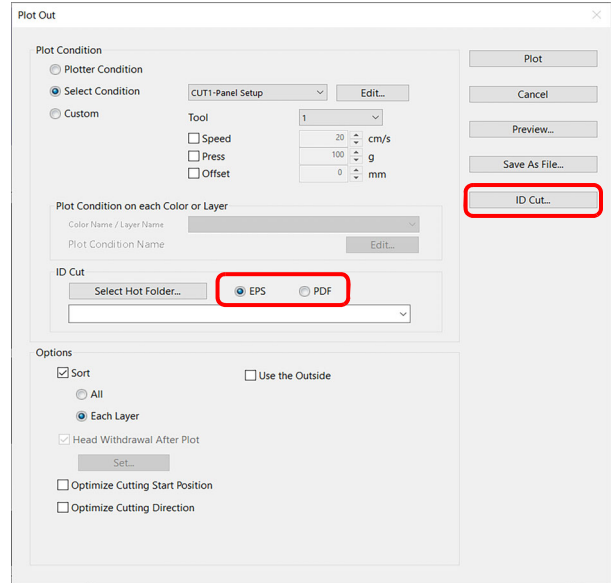 Plot Out
Plot Condition
Plotter Condition
Select Condition
CUT1-Panel Setup
Edit...
Custom
Tool
1
Speed
20
cm/s
Press
100
g
Offset
0
mm
Plot Condition on each Color or Layer
Color Name / Layer Name
Plot Condition Name
Edit...
ID Cut
Select Hot Folder...
EPS
PDF
Options
Sort
Use the Outside
All
Each Layer
Head Withdrawal After Plot
Set...
Optimize Cutting Start Position
Optimize Cutting Direction
Plot
Cancel
Preview...
Save As File...
ID Cut...